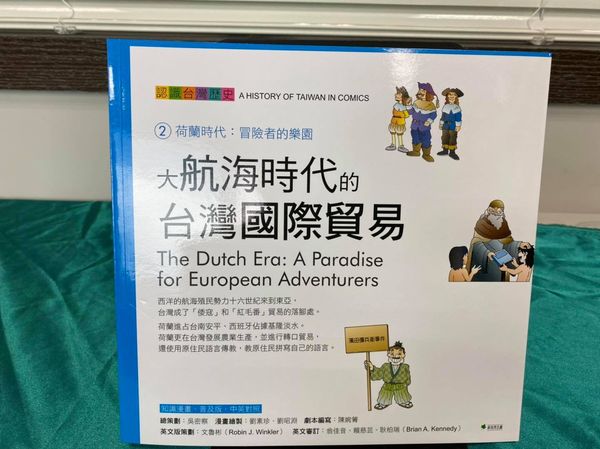 認識台灣歷史 A HISTORY OF TAIWAN IN COMICS
② 荷蘭時代：冒險者的樂園
大航海時代的
台灣國際貿易
The Dutch Era: A Paradise
for European Adventurers
西洋的航海殖民勢力十六世紀來到東亞，
台灣成了「倭寇」和「紅毛番」貿易的落腳處。
荷蘭進占台南安平、西班牙佔據基隆淡水。
荷蘭更在台灣發展農業生產，並進行轉口貿易，
還使用原住民語言傳教，教原住民拼寫自己的語言。
濱田彌兵衛事件
知識漫畫・普及版・中英對照
總策劃：吳密察 漫畫繪製：劉素珍、劉昭淵 劇本編寫：陳婉箐
英文版策劃：文魯彬（Robin J. Winkler） 英文審訂：翁佳音、賴慈芸、耿柏瑞（Brian A. Kennedy）